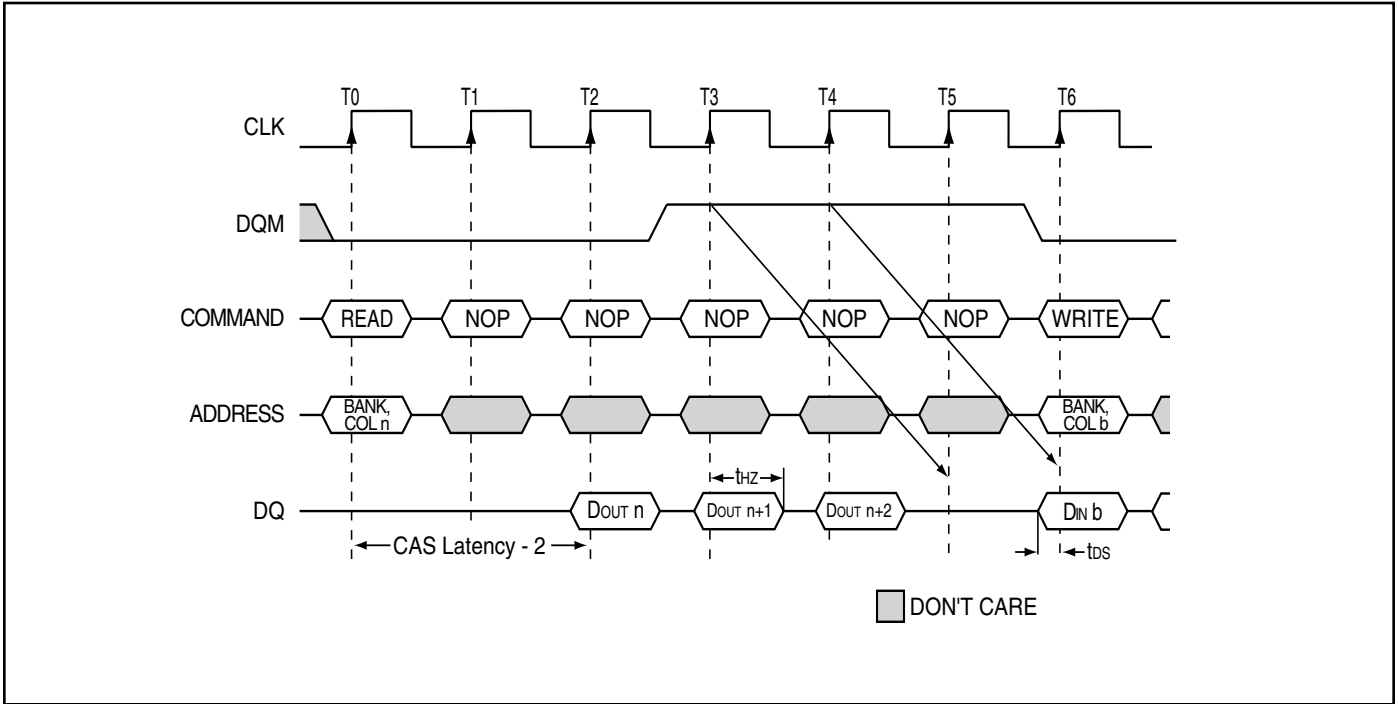 T0 T1 T2 T3 T4 T5 T6
CLK
DQM
COMMAND READ NOP NOP NOP NOP NOP WRITE
ADDRESS BANK, COL n BANK, COL b
tHZ
DQ DOUT n DOUT n+1 DOUT n+2 DIN b
CAS Latency - 2 tDS
DON'T CARE